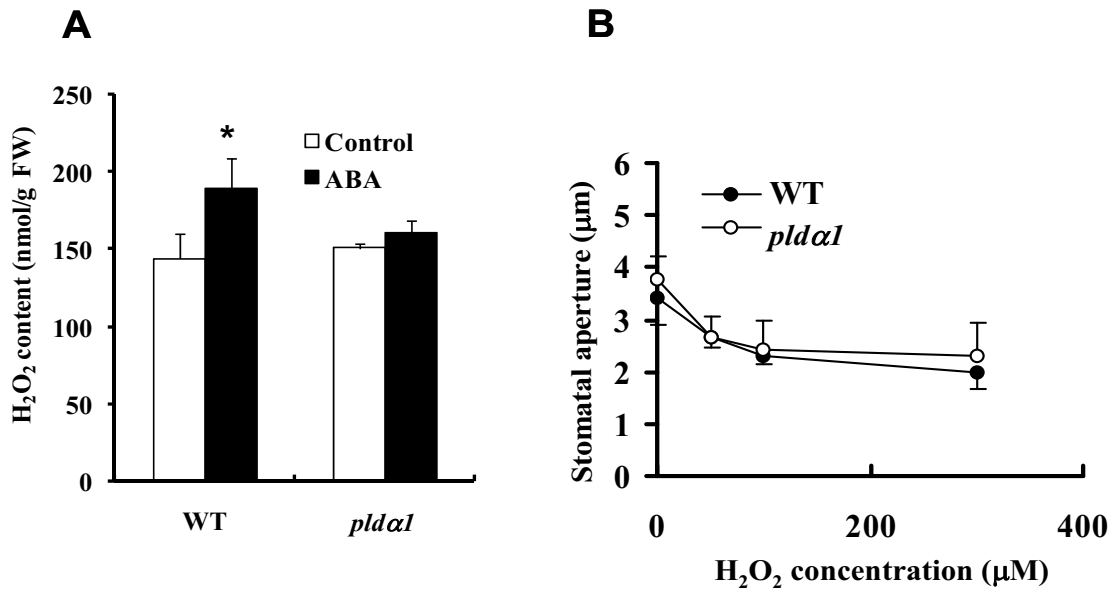 A
H₂O₂ content (nmol/g FW)
250
200
150
100
50
0
*
Control
ABA
WT
pldα1
B
Stomatal aperture (μm)
6
5
4
3
2
1
0
WT
pldα1
0
200
400
H₂O₂ concentration (μM)